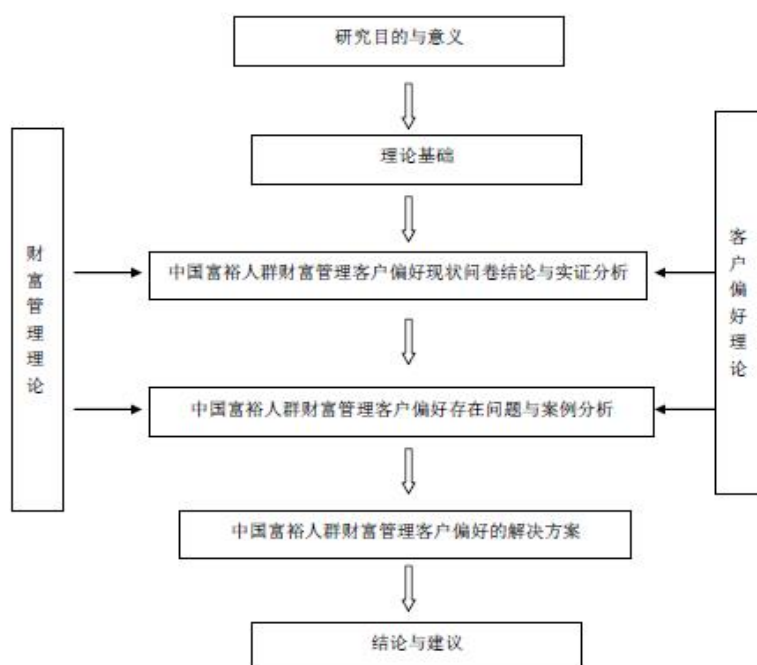 研究目的与意义
理论基础
财富管理理论
中国富裕人群财富管理客户偏好现状问卷结论与实证分析
客户偏好理论
中国富裕人群财富管理客户偏好存在问题与案例分析
中国富裕人群财富管理客户偏好的解决方案
结论与建议